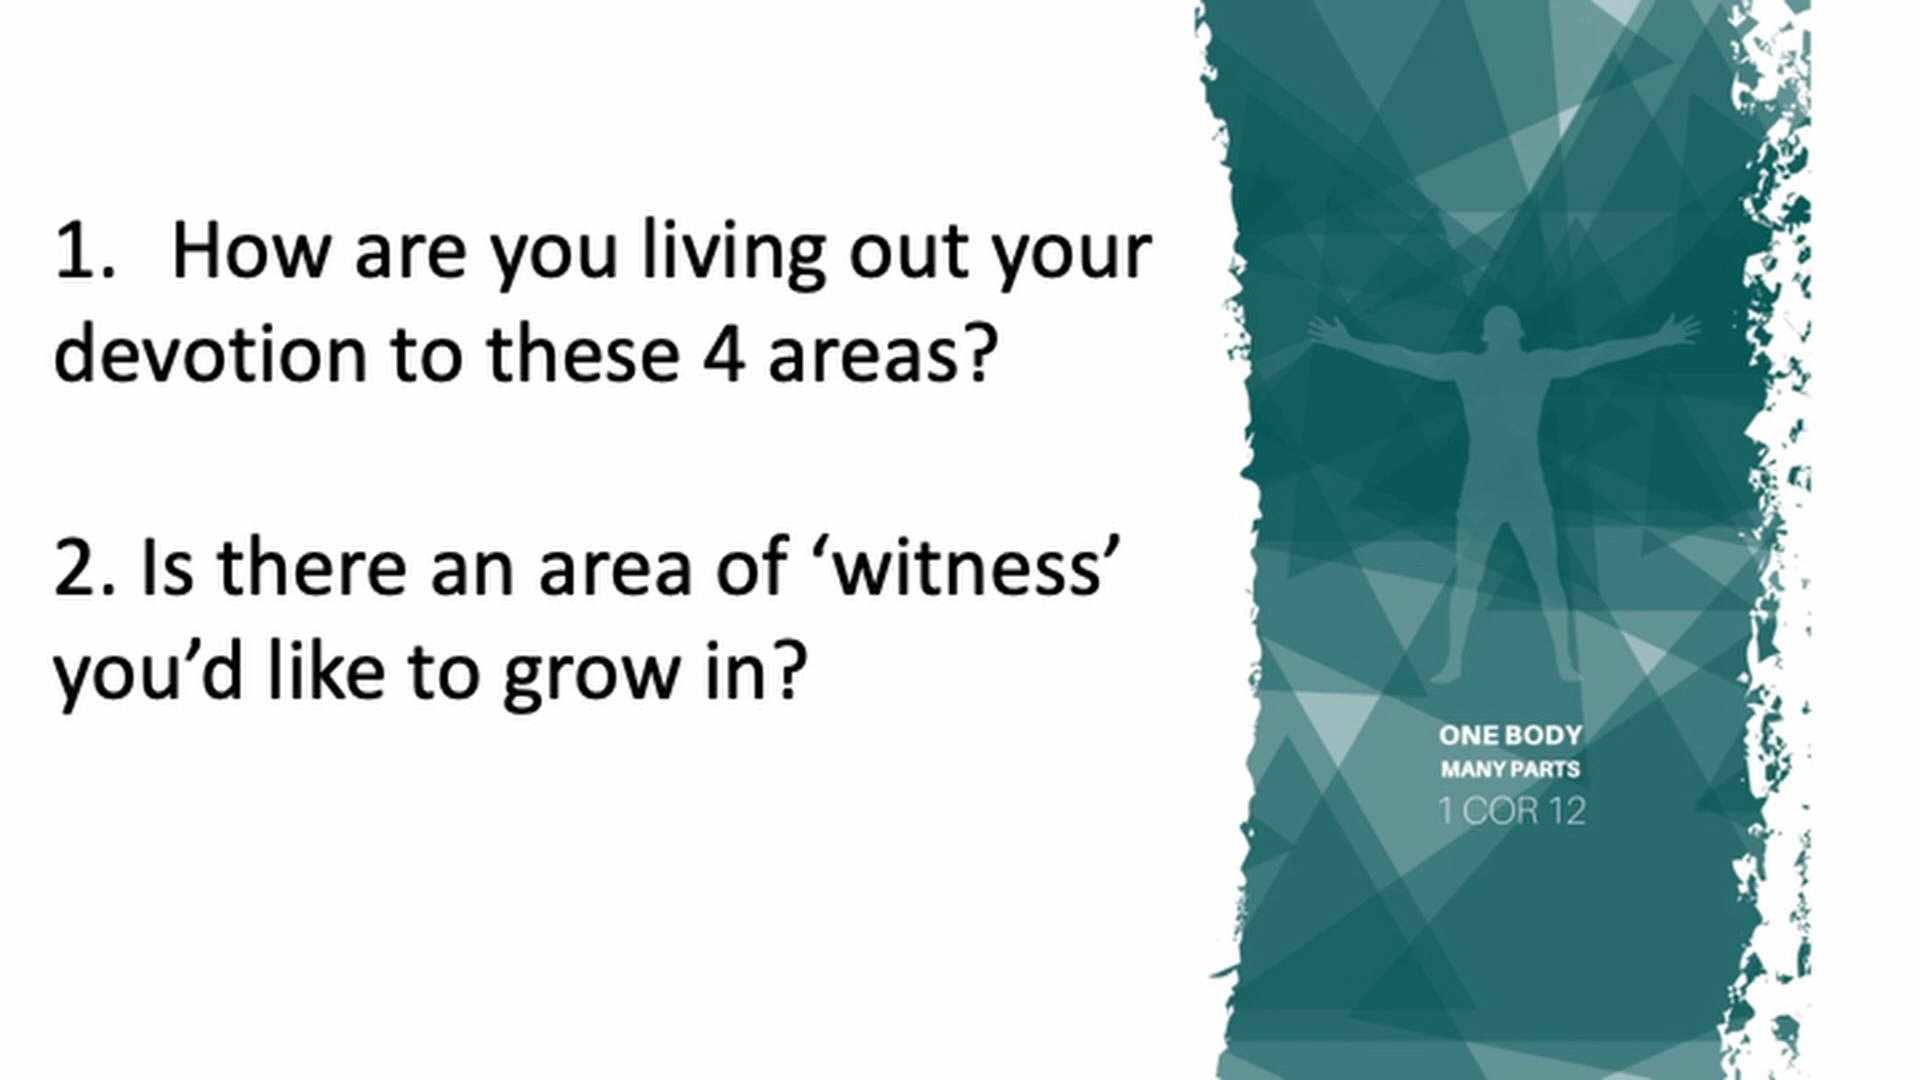 1. How are you living out your
devotion to these 4 areas?
2. Is there an area of ‘witness’
you’d like to grow in?
ONE BODY
MANY PARTS
1 COR 12